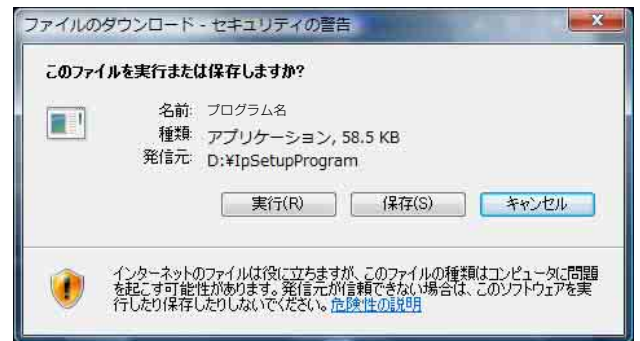 ファイルのダウンロード - セキュリティの警告
このファイルを実行または保存しますか?
名前: プログラム名
種類: アプリケーション, 58.5 KB
発信元: D:¥IpSetupProgram
実行(R) 保存(S) キャンセル
インターネットのファイルは役に立ちますが、このファイルの種類はコンピュータに問題
を起こす可能性があります。発信元が信頼できない場合は、このソフトウェアを実
行したり保存したりしないでください。危険性の説明